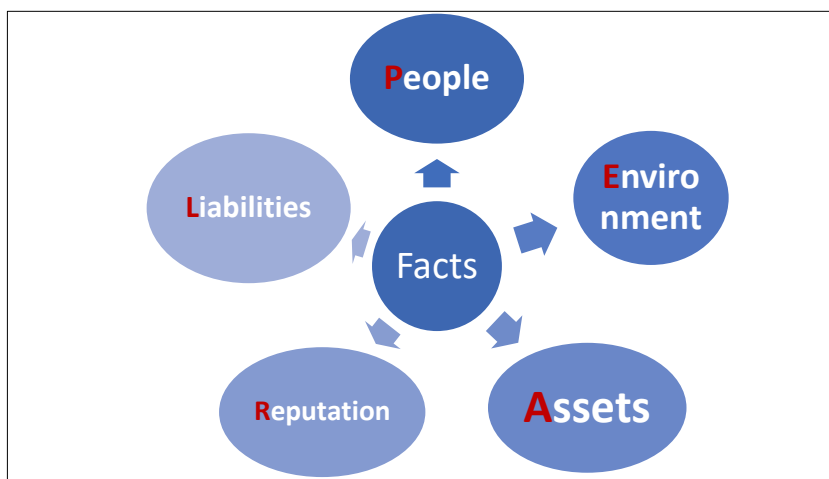 People
Enviro
nment
Liabilities
Facts
Reputation
Assets